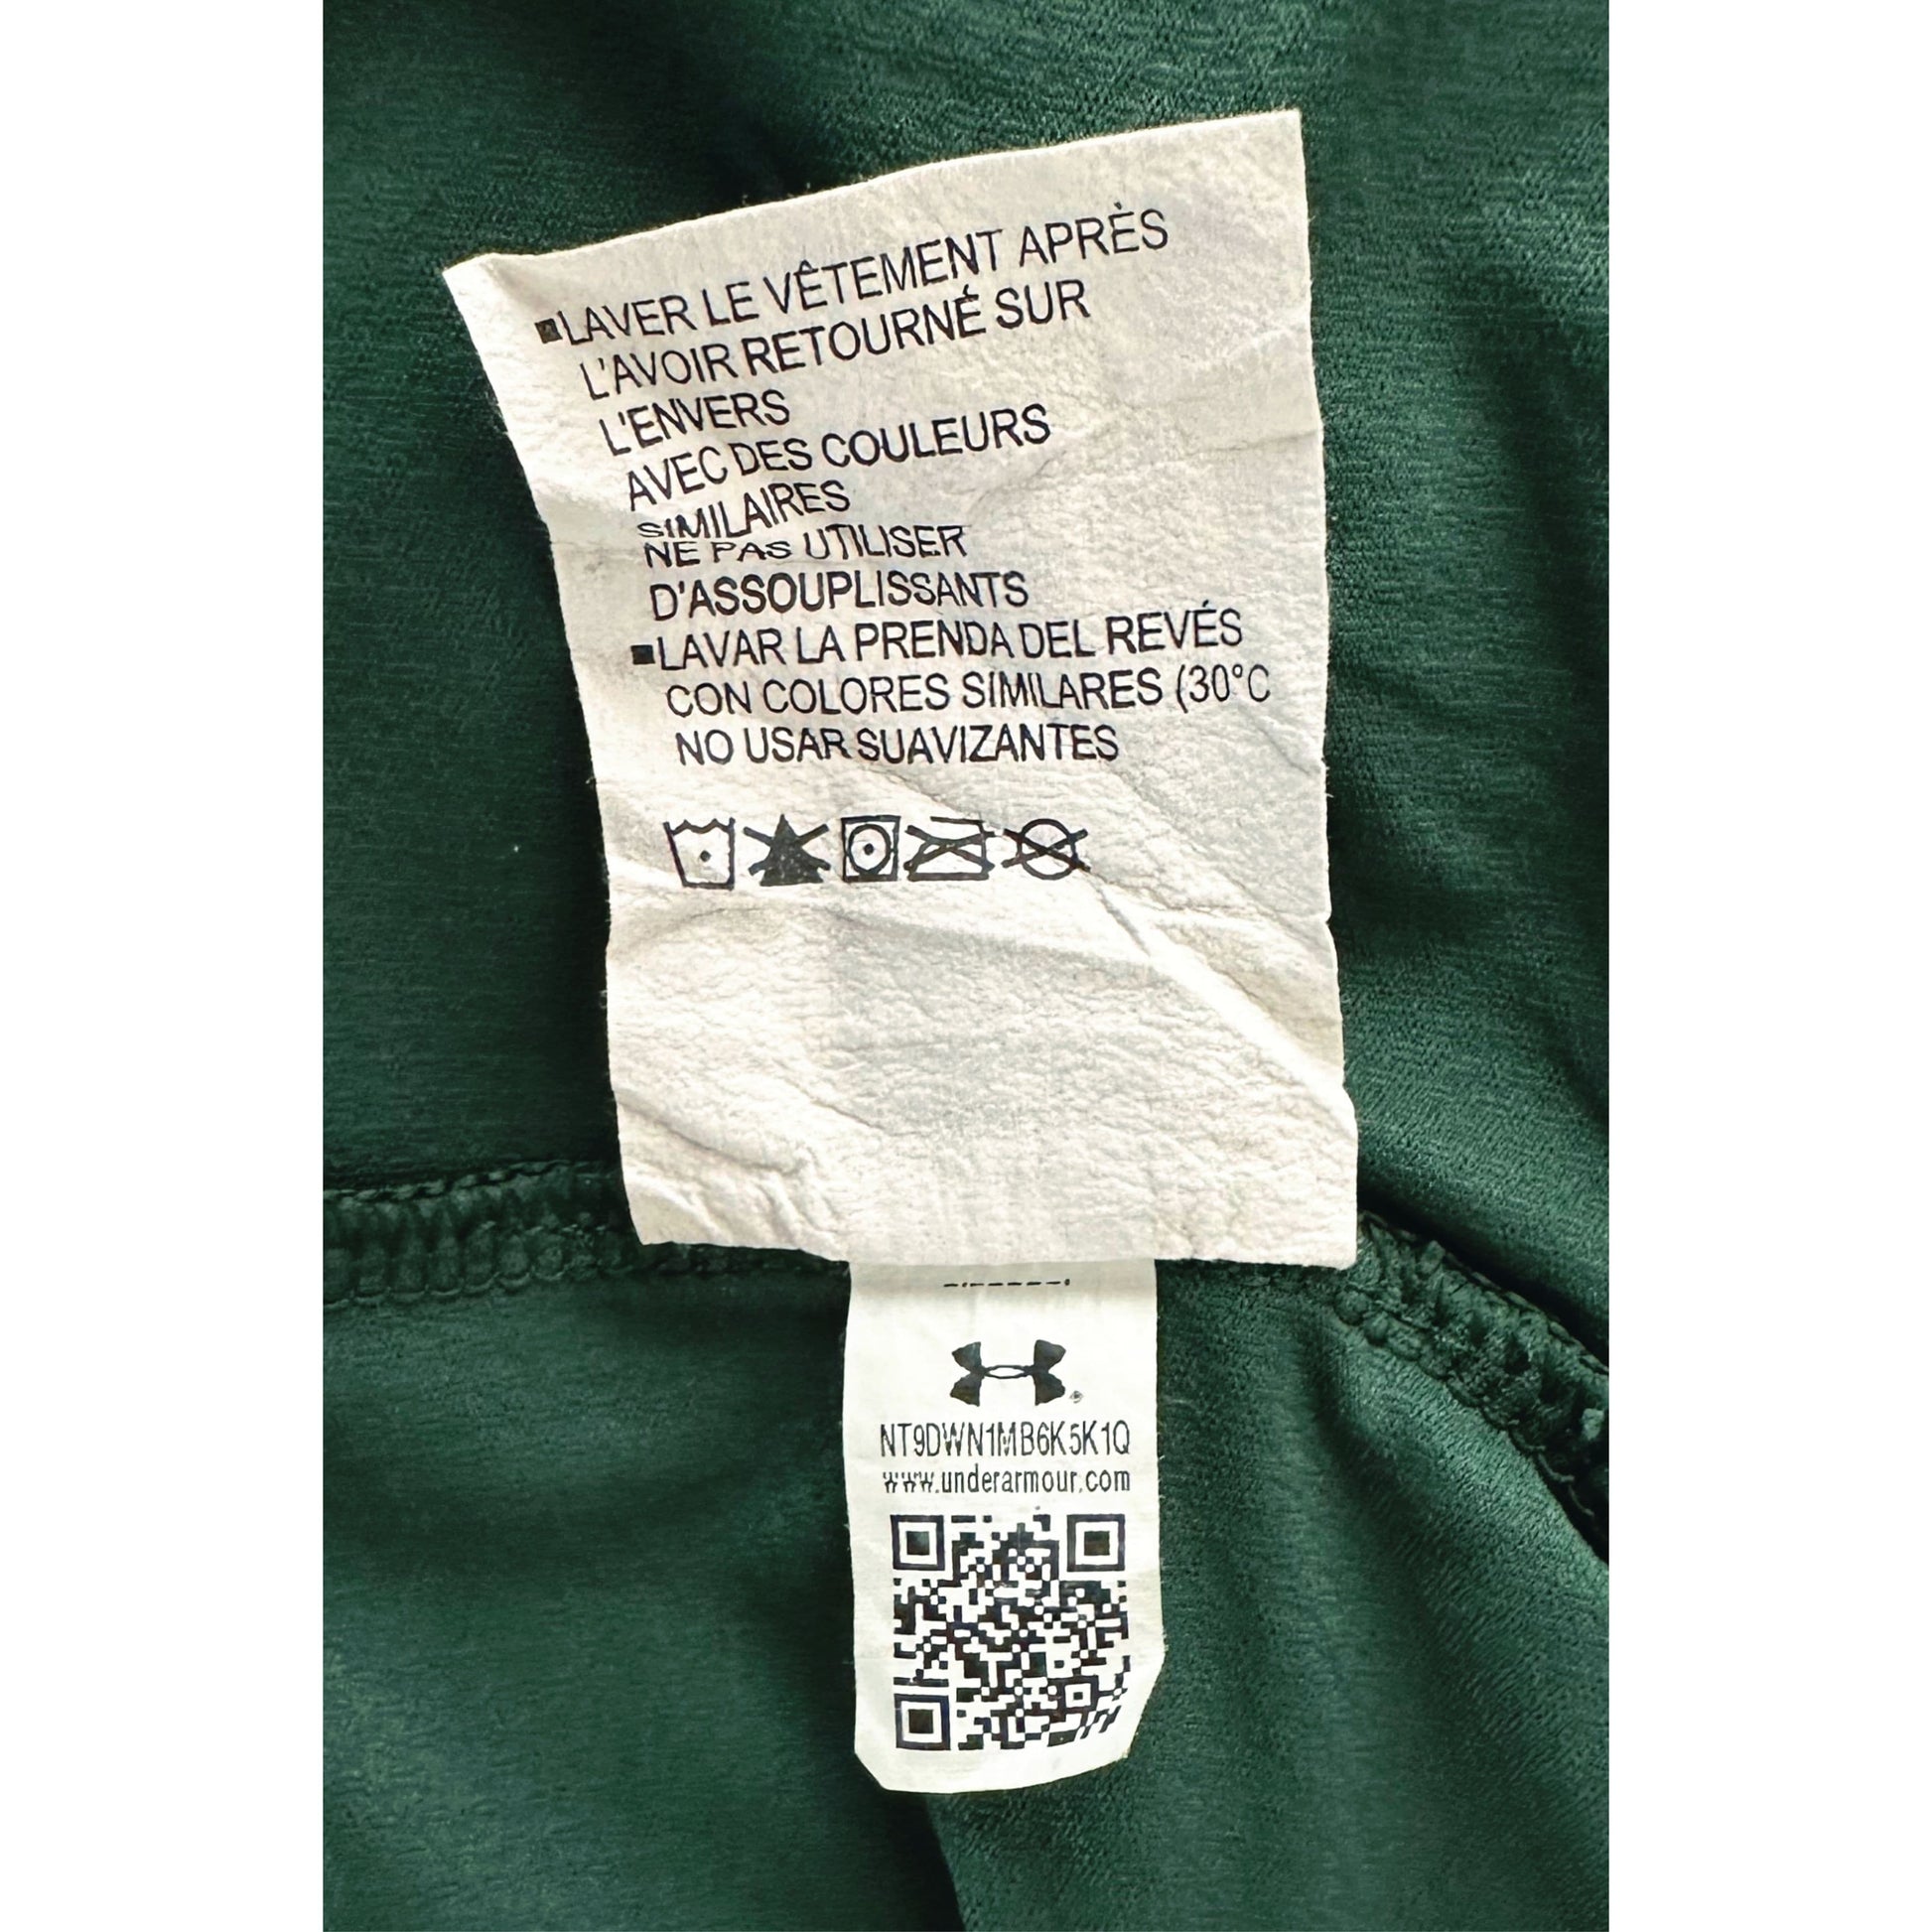 ▪LAVER LE VÊTEMENT APRÈS
L'AVOIR RETOURNÉ SUR
L'ENVERS
AVEC DES COULEURS
SIMILAIRES
NE PAS UTILISER
D'ASSOUPLISSANTS
▪LAVAR LA PRENDA DEL REVÉS
CON COLORES SIMILARES (30°C
NO USAR SUAVIZANTES
NT9DWN1MB6K5K1Q
www.underarmour.com